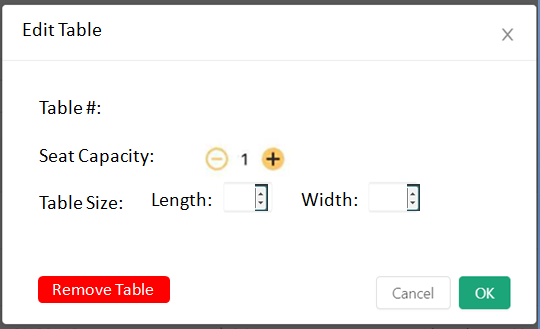 Edit Table
Table #:
Seat Capacity: 1
Table Size: Length: Width:
Remove Table Cancel OK